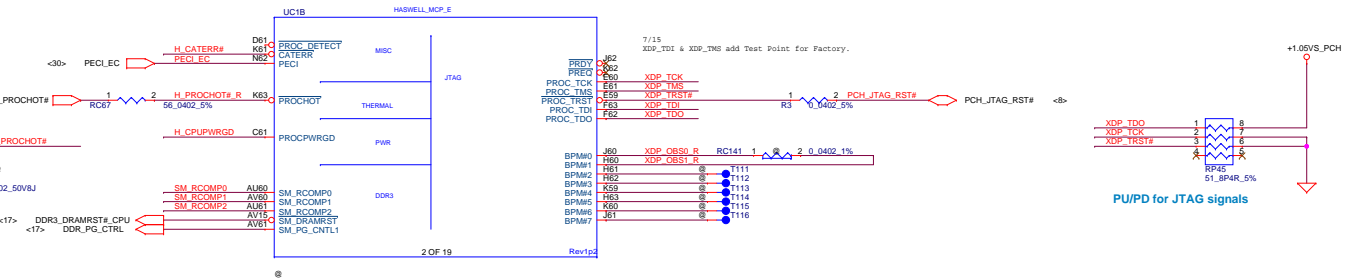 UC1B
HASWELL_MCP_E
D61
PROC_DETECT
H_CATERR#
K61
CATERR
<30>
PECI_EC
PECI_EC
N62
PECI
MISC
_PROCHOT#
1
2
RC67
56_0402_5%
H_PROCHOT#_R
K63
PROCHOT
THERMAL
PROCHOT#
H_CPUPWRGD
C61
PROCPWRGD
PWR
02_50V8J
SM_RCOMP0
AU60
SM_RCOMP0
SM_RCOMP1
AV60
SM_RCOMP1
SM_RCOMP2
AU61
SM_RCOMP2
<17>
DDR3_DRAMRST#_CPU
AV15
SM_DRAMRST
<17>
DDR_PG_CTRL
AV61
SM_PG_CNTL1
DDR3
JTAG
2 OF 19
Rev1p2
@
7/15
XDP_TDI & XDP_TMS add Test Point for Factory.
PRDY
J62
PREQ
K62
PROC_TCK
E60
XDP_TCK
PROC_TMS
E61
XDP_TMS
PROC_TRST
E59
XDP_TRST#
PROC_TDI
F63
XDP_TDI
PROC_TDO
F62
XDP_TDO
R3
1
2
0_0402_5%
PCH_JTAG_RST#
PCH_JTAG_RST#
<8>
BPM#0
J60
XDP_OBS0_R
RC141
1
@
2
0_0402_1%
BPM#1
H60
XDP_OBS1_R
BPM#2
H61
@
T111
BPM#3
H62
@
T112
BPM#4
K59
@
T113
BPM#5
H63
@
T114
BPM#6
K60
@
T115
BPM#7
J61
@
T116
+1.05VS_PCH
XDP_TDO
1
8
XDP_TCK
2
7
XDP_TRST#
3
6
4
5
RP45
51_8P4R_5%
PU/PD for JTAG signals